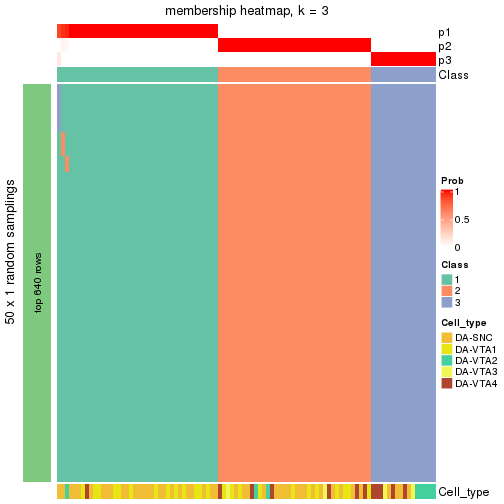 membership heatmap, k = 3
p1
p2
p3
Class
50 x 1 random samplings
top 640 rows
Prob
1
0.5
0
Class
1
2
3
Cell_type
DA-SNC
DA-VTA1
DA-VTA2
DA-VTA3
DA-VTA4
Cell_type